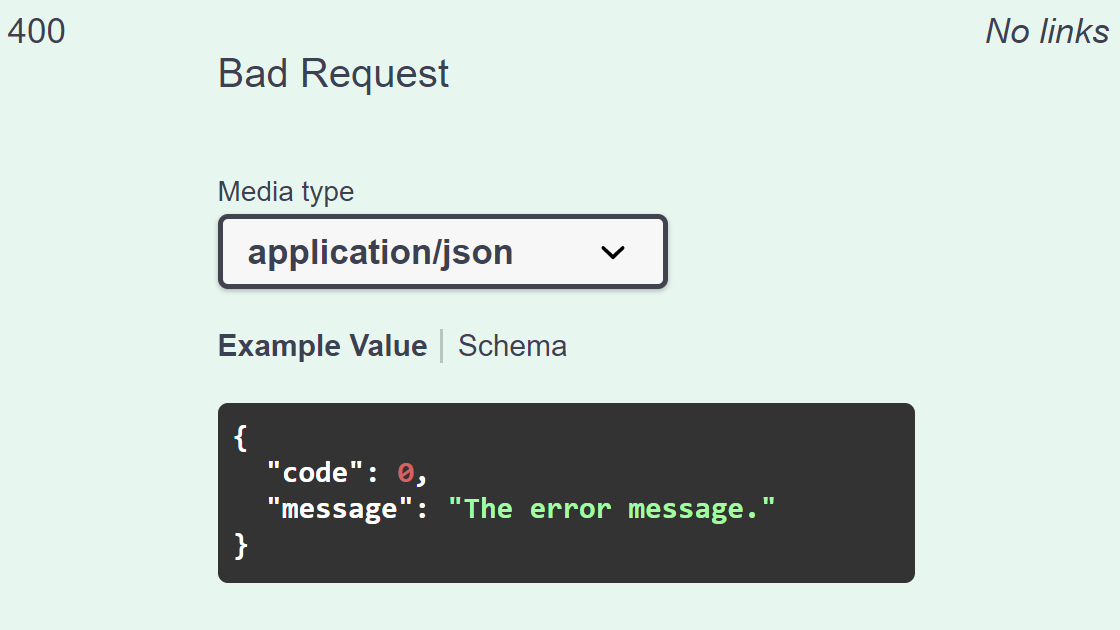 400
No links
Bad Request
Media type
application/json
Example Value | Schema
{
  "code": 0,
  "message": "The error message."
}